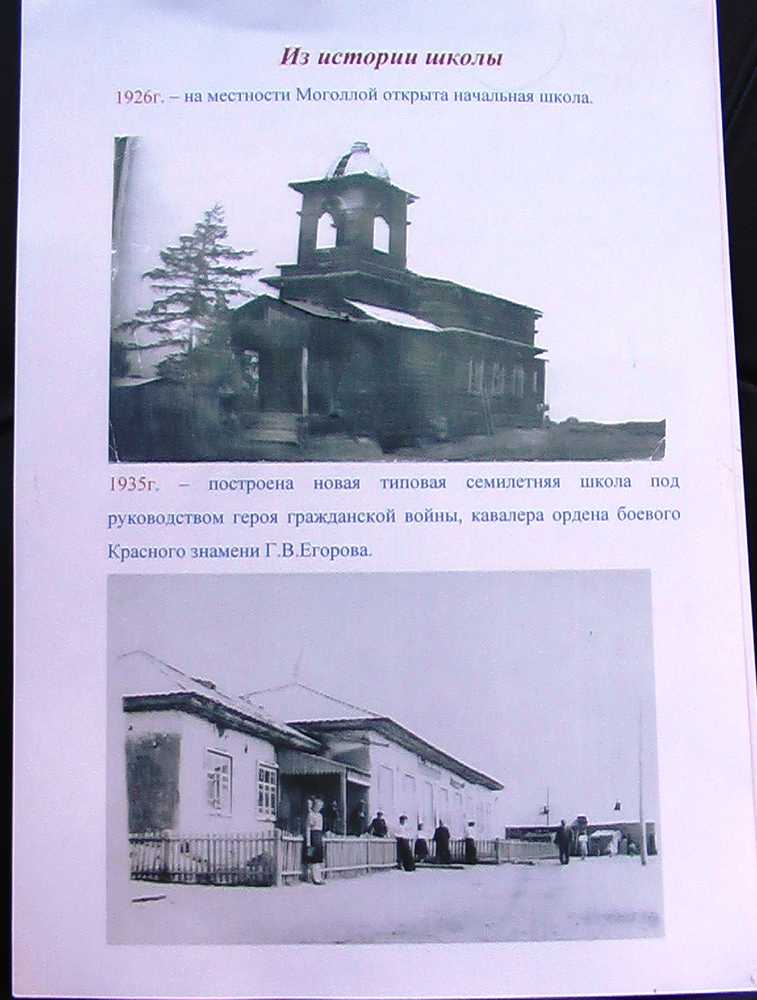 Из истории школы
1926г. – на местности Моголлой открыта начальная школа.
1935г. – построена новая типовая семилетняя школа под
руководством героя гражданской войны, кавалера ордена боевого
Красного знамени Г.В.Егорова.